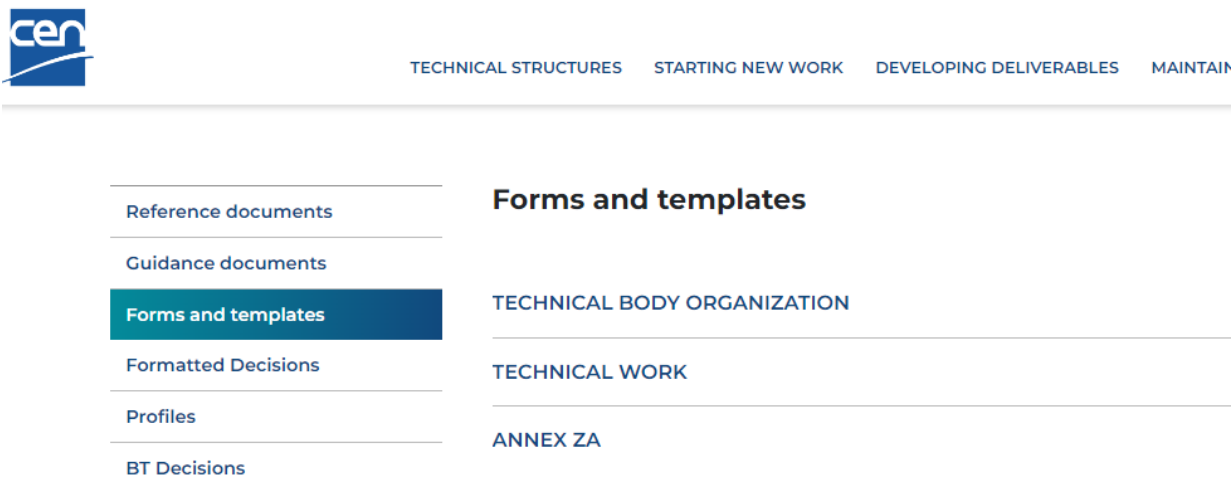 cen
TECHNICAL STRUCTURES STARTING NEW WORK DEVELOPING DELIVERABLES MAINTAIN
Reference documents
Guidance documents
Forms and templates
Formatted Decisions
Profiles
BT Decisions
Forms and templates
TECHNICAL BODY ORGANIZATION
TECHNICAL WORK
ANNEX ZA